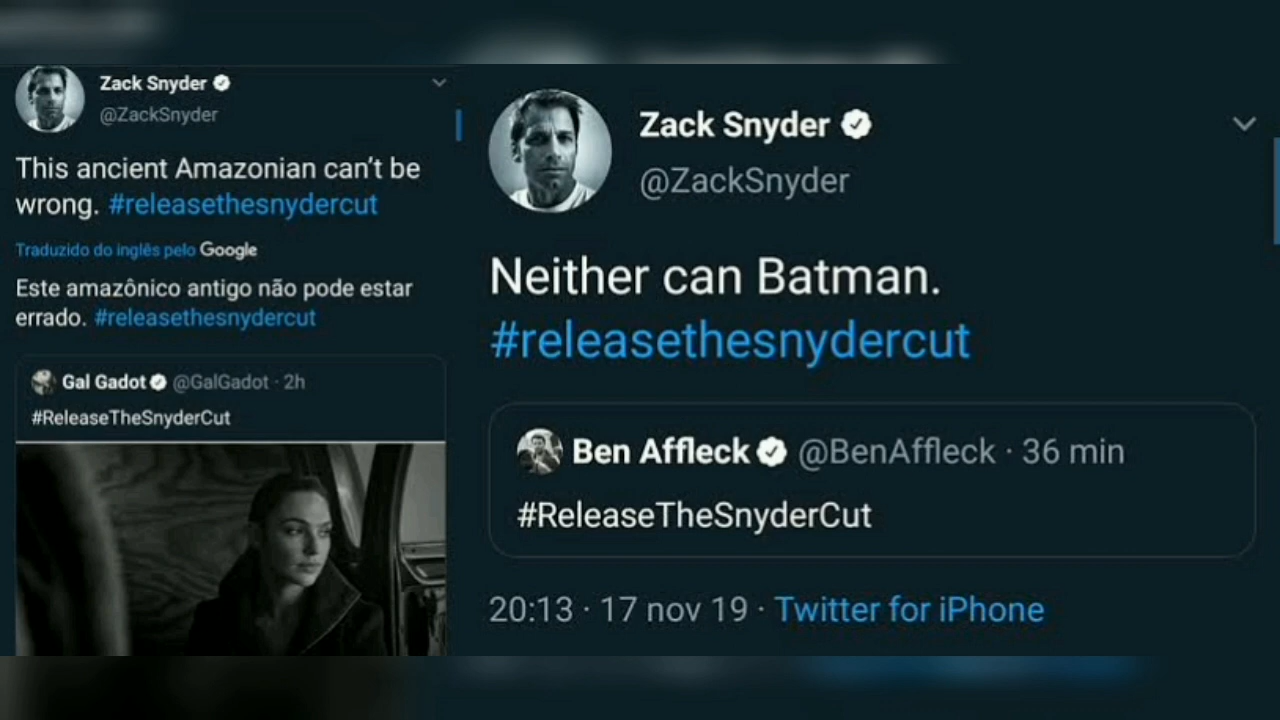 Zack Snyder
@ZackSnyder
This ancient Amazonian can't be
wrong. #releasethesnydercut
Traduzido do inglês pelo Google
Este amazônico antigo não pode estar
errado. #releasethesnydercut
Gal Gadot @GalGadot · 2h
#ReleaseTheSnyderCut
Zack Snyder
@ZackSnyder
Neither can Batman.
#releasethesnydercut
Ben Affleck @BenAffleck · 36 min
#ReleaseTheSnyderCut
20:13 · 17 nov 19 · Twitter for iPhone